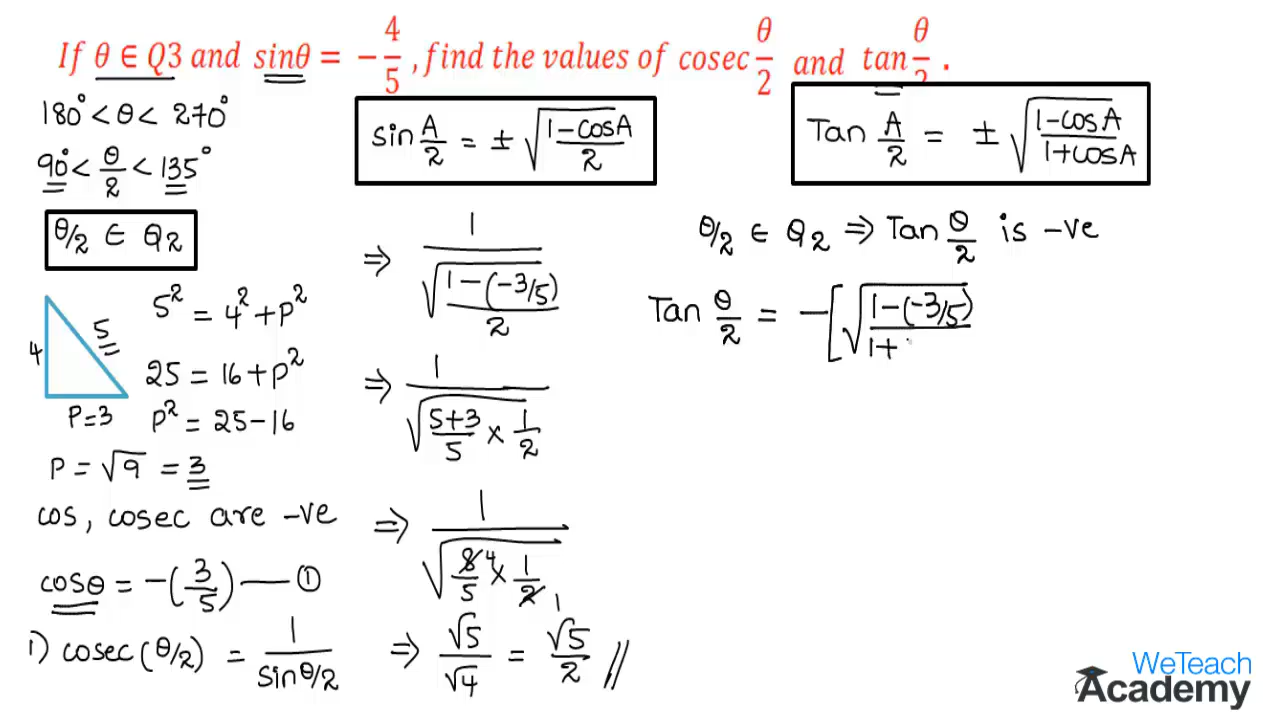 If θ ∈ Q3 and sinθ = −4/5 , find the values of cosec θ/2 and tan θ/2 .
180° < θ < 270°
90° < θ/2 < 135°
θ/2 ∈ Q2
5² = 4² + P²
4
5
P=3
25 = 16 + P²
P² = 25 − 16
P = √9 = 3
cos, cosec are -ve
cosθ = −(3/5) — ①
1) cosec(θ/2) = 1/sinθ/2
sin A/2 = ± √(1−cosA/2)
⇒ 1/√(1−(−3/5)/2)
⇒ 1/√(5+3/5 × 1/2)
⇒ 1/√(8/5 4 × 1/2 1)
⇒ √5/√4 = √5/2 //
Tan A/2 = ± √(1−cosA/1+cosA)
θ/2 ∈ Q2 ⇒ Tan θ/2 is -ve
Tan θ/2 = −[√(1−(−3/5)/1+
WeTeach
Academy